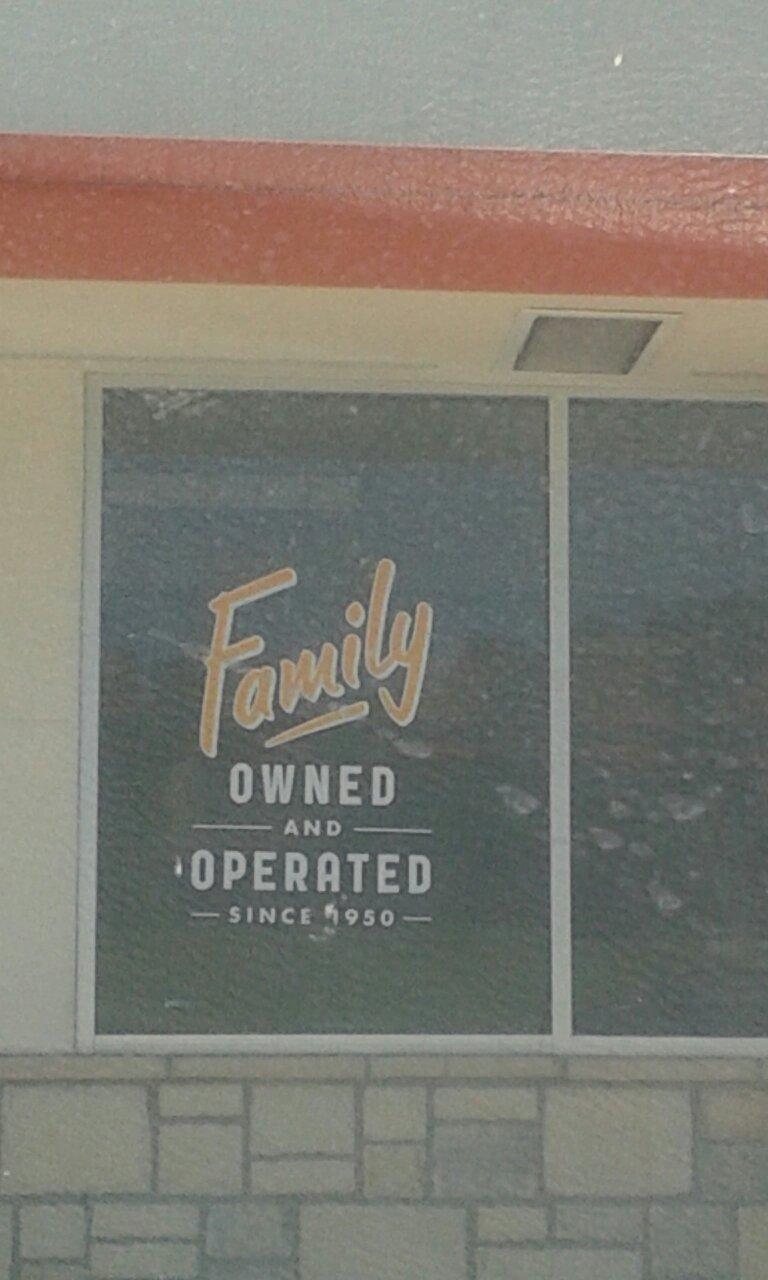 Family
OWNED
AND
OPERATED
SINCE 1950